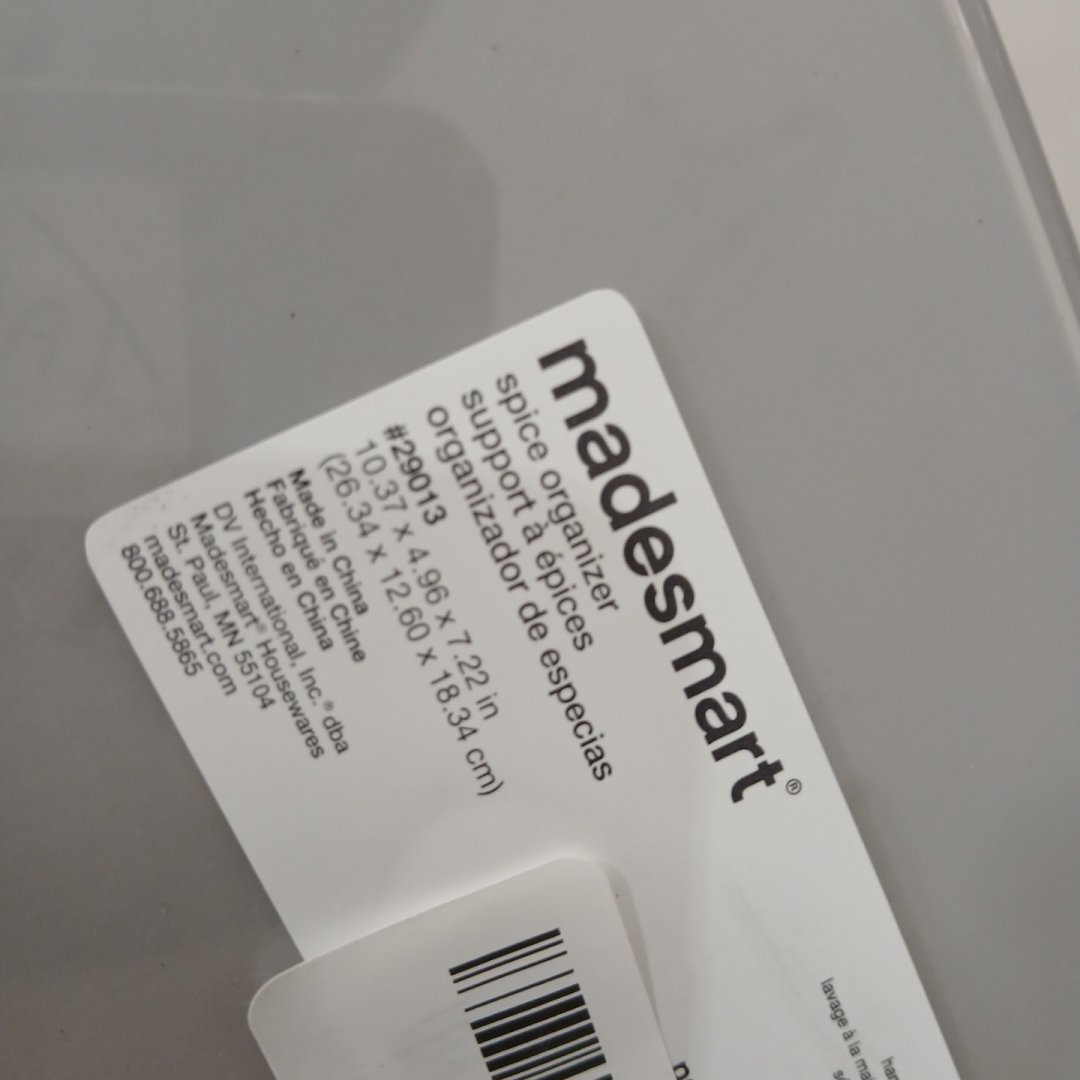 madesmart®
spice organizer
support à épices
organizador de especias
#29013
10.37 x 4.96 x 7.22 in
(26.34 x 12.60 x 18.34 cm)
Made in China
Fabriqué en Chine
Hecho en China
DV International, Inc.® dba
Madesmart® Housewares
St. Paul, MN 55104
madesmart.com
800.688.5865
lavage à la